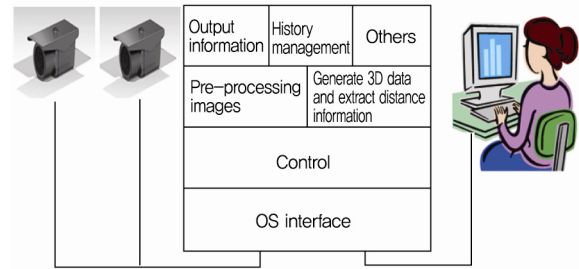 Output
information
History
management
Others
Pre-processing
images
Generate 3D data
and extract distance
information
Control
OS interface